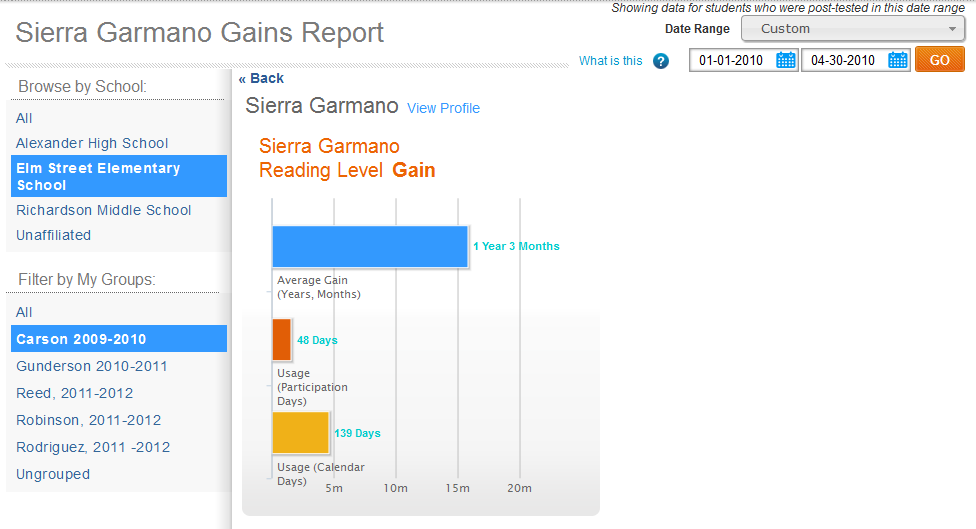 Showing data for students who were post-tested in this date range
Sierra Garmano Gains Report
Date Range Custom
What is this ? 01-01-2010 04-30-2010 GO
Browse by School:
All
Alexander High School
Elm Street Elementary
School
Richardson Middle School
Unaffiliated
Filter by My Groups:
All
Carson 2009-2010
Gunderson 2010-2011
Reed, 2011-2012
Robinson, 2011-2012
Rodriguez, 2011 -2012
Ungrouped
« Back
Sierra Garmano View Profile
Sierra Garmano
Reading Level Gain
1 Year 3 Months
Average Gain
(Years, Months)
48 Days
Usage
(Participation
Days)
139 Days
Usage (Calendar
Days)
5m 10m 15m 20m